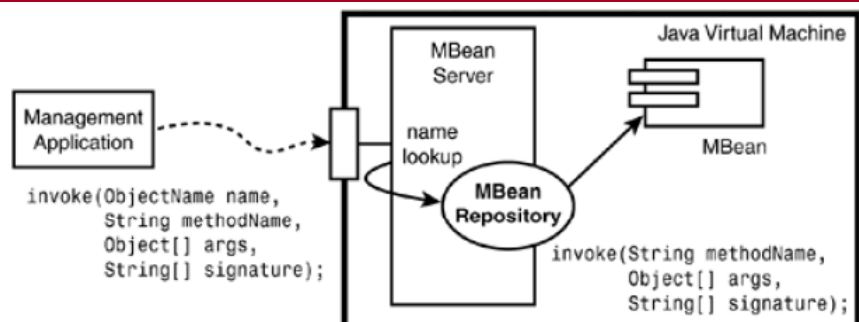 Java Virtual Machine
MBean
Server
Management
Application
name
lookup
MBean
MBean
Repository
invoke(ObjectName name,
String methodName,
Object[] args,
String[] signature);
invoke(String methodName,
Object[] args,
String[] signature);